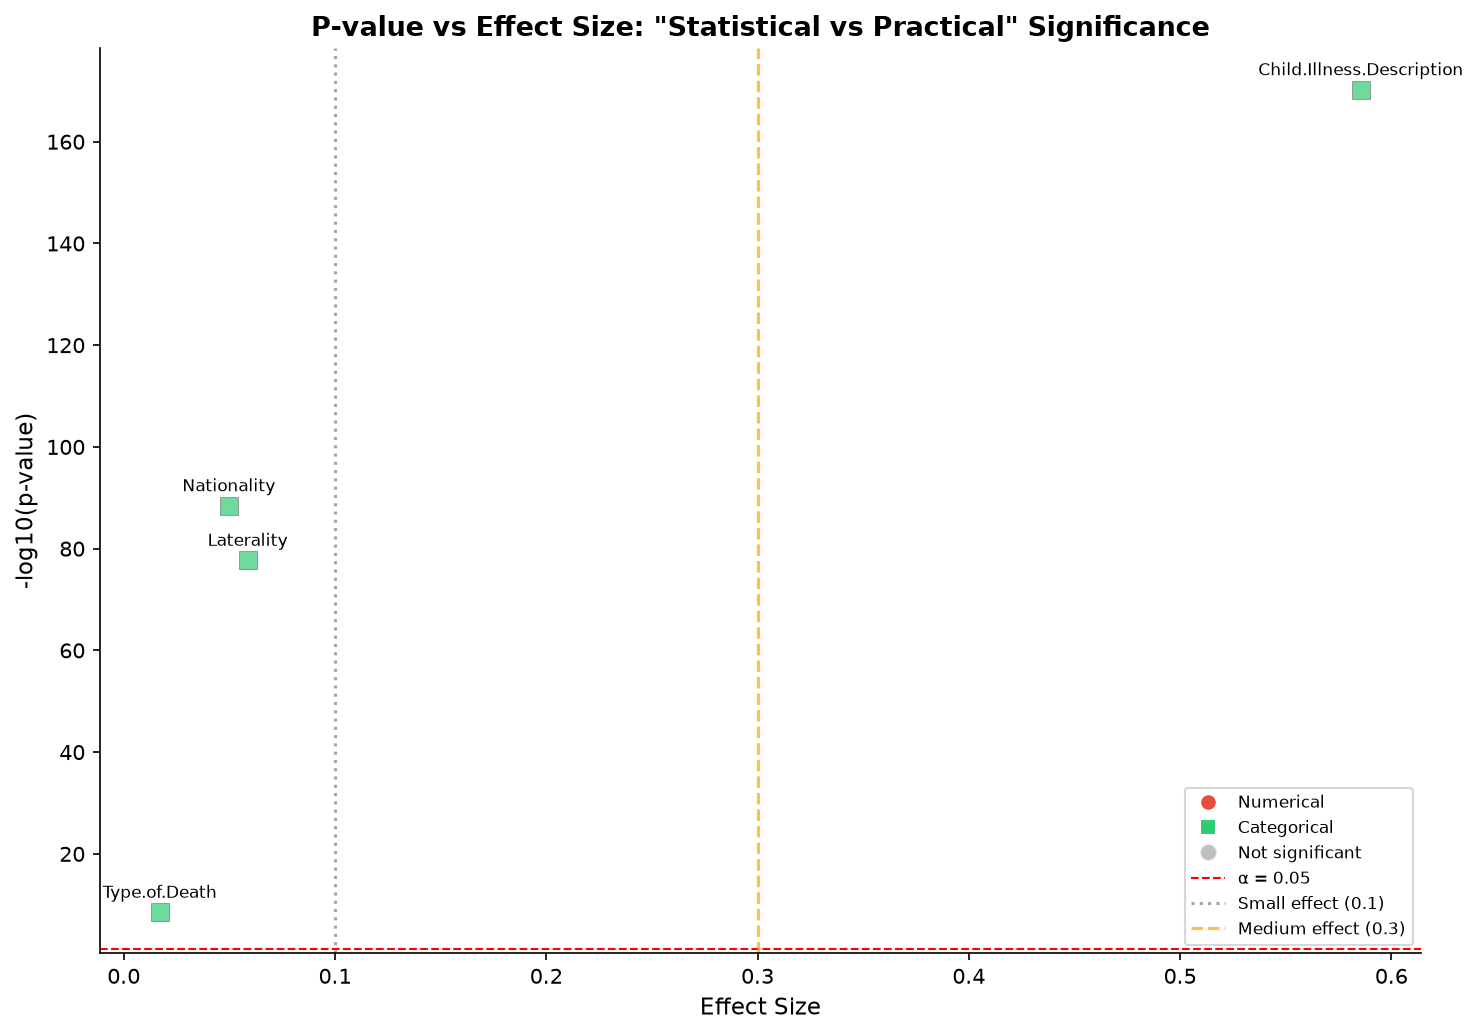 P-value vs Effect Size: "Statistical vs Practical" Significance
Child.Illness.Description
160
140
120
100
80
60
40
20
-log10(p-value)
Nationality
Laterality
Type.of.Death
Numerical
Categorical
Not significant
α = 0.05
Small effect (0.1)
Medium effect (0.3)
0.0 0.1 0.2 0.3 0.4 0.5 0.6
Effect Size